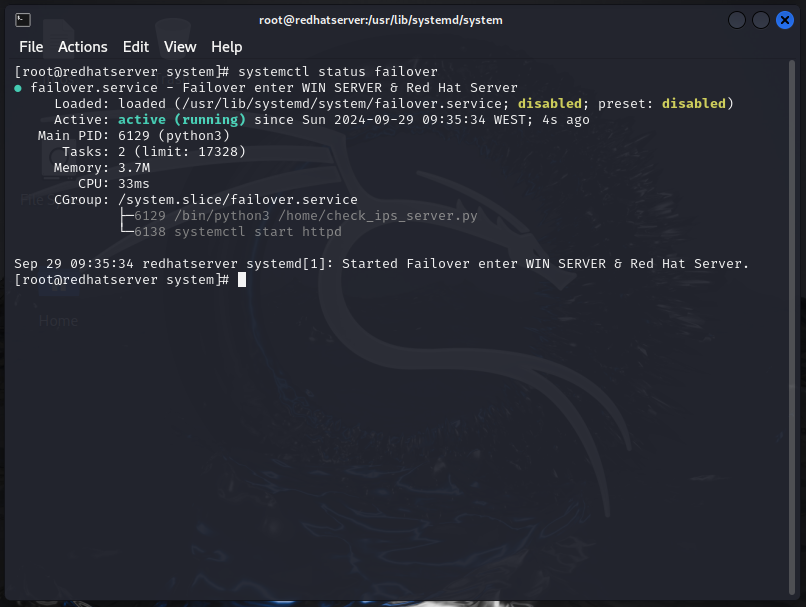 root@redhatserver:/usr/lib/systemd/system
File Actions Edit View Help
[root@redhatserver system]# systemctl status failover
● failover.service - Failover enter WIN SERVER & Red Hat Server
     Loaded: loaded (/usr/lib/systemd/system/failover.service; disabled; preset: disabled)
     Active: active (running) since Sun 2024-09-29 09:35:34 WEST; 4s ago
   Main PID: 6129 (python3)
      Tasks: 2 (limit: 17328)
     Memory: 3.7M
        CPU: 33ms
     CGroup: /system.slice/failover.service
             ├─6129 /bin/python3 /home/check_ips_server.py
             └─6138 systemctl start httpd
Sep 29 09:35:34 redhatserver systemd[1]: Started Failover enter WIN SERVER & Red Hat Server.
[root@redhatserver system]#
Home